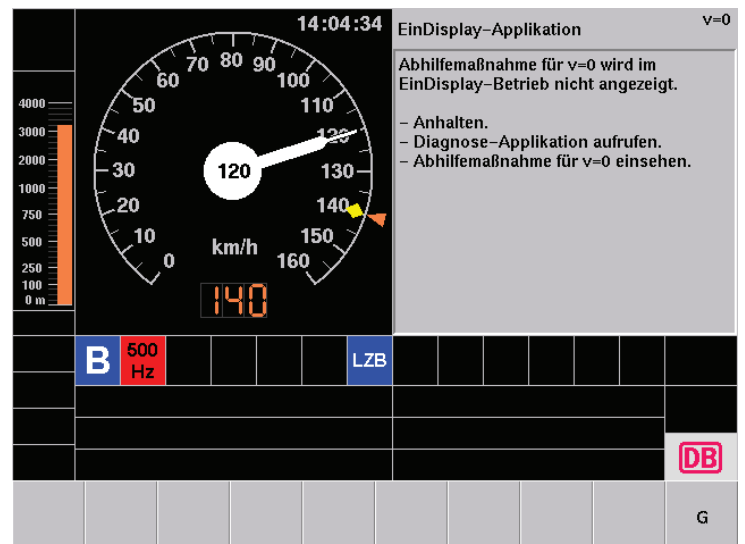 14:04:34
EinDisplay-Applikation
v=0
Abhilfemaßnahme für v=0 wird im
EinDisplay-Betrieb nicht angezeigt.
- Anhalten.
- Diagnose-Applikation aufrufen.
- Abhilfemaßnahme für v=0 einsehen.
4000
3000
2000
1000
750
500
250
100
0 m
0
10
20
30
40
50
60
70
80
90
100
110
120
130
140
150
160
120
km/h
140
B
500
Hz
LZB
DB
G